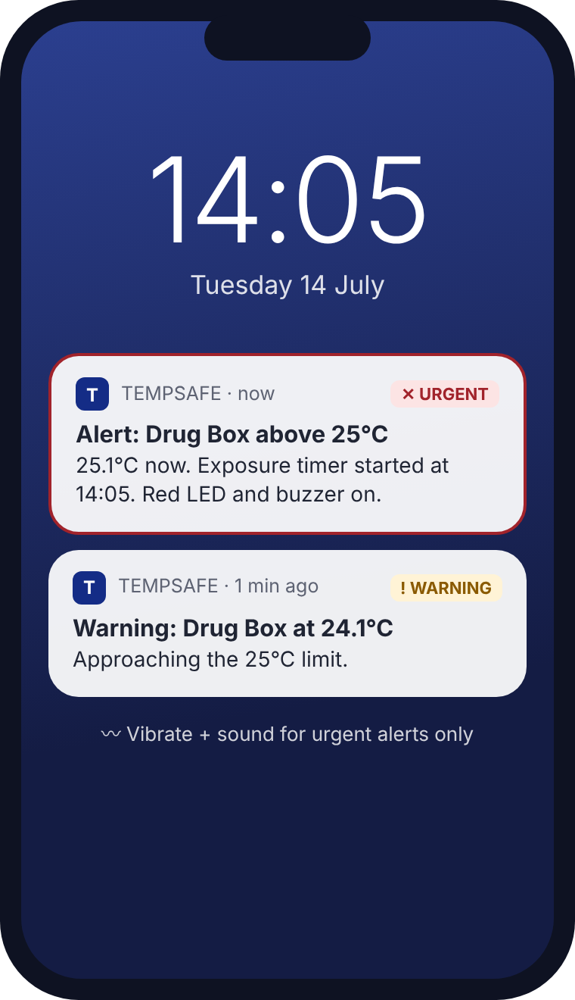 14:05
Tuesday 14 July
T TEMPSAFE · now ✕ URGENT
Alert: Drug Box above 25°C
25.1°C now. Exposure timer started at
14:05. Red LED and buzzer on.
T TEMPSAFE · 1 min ago ! WARNING
Warning: Drug Box at 24.1°C
Approaching the 25°C limit.
〰 Vibrate + sound for urgent alerts only